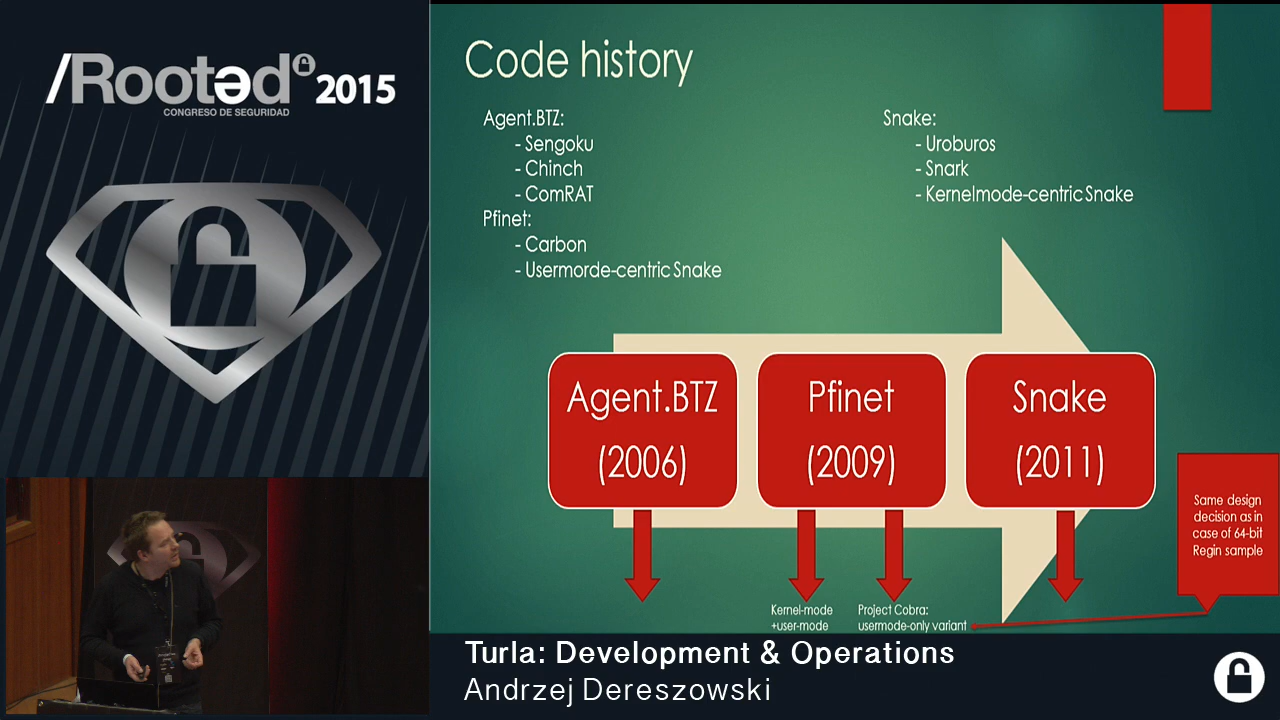 /Rootəd 2015
CONGRESO DE SEGURIDAD
Code history
Agent.BTZ:
- Sengoku
- Chinch
- ComRAT
Pfinet:
- Carbon
- Usermorde-centric Snake
Snake:
- Uroburos
- Snark
- Kernelmode-centric Snake
Agent.BTZ
(2006)
Pfinet
(2009)
Snake
(2011)
Same design
decision as in
case of 64-bit
Regin sample
Kernel-mode
+user-mode
Project Cobra:
usermode-only variant
Turla: Development & Operations
Andrzej Dereszowski